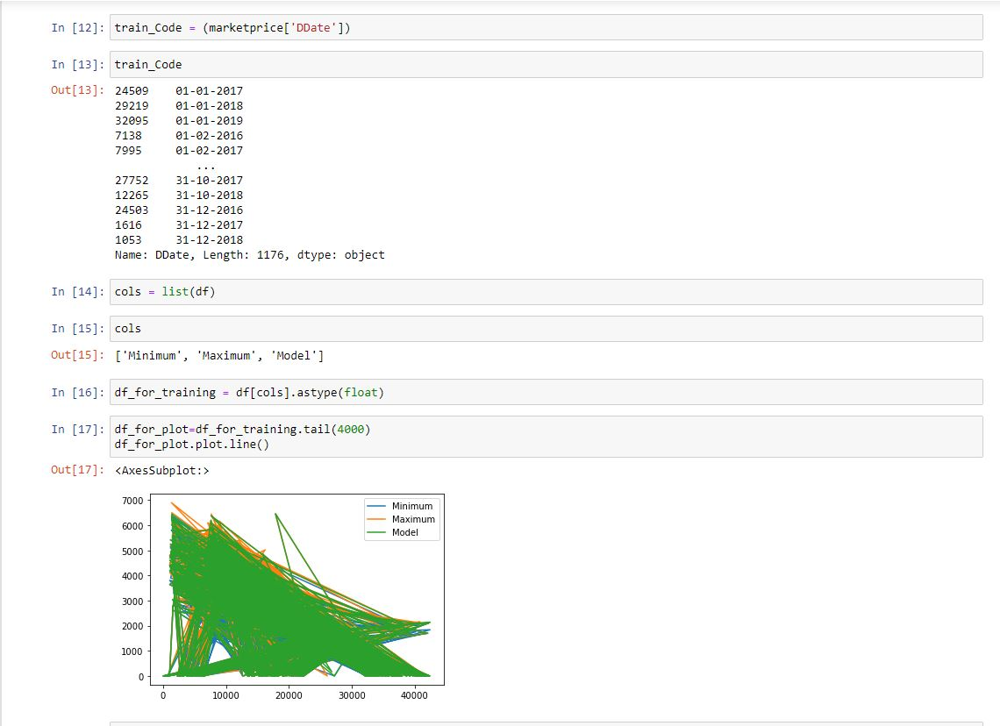 In [12]: train_Code = (marketprice['DDate'])
In [13]: train_Code
Out[13]: 24509    01-01-2017
29219    01-01-2018
32095    01-01-2019
7138     01-02-2016
7995     01-02-2017
...
27752    31-10-2017
12265    31-10-2018
24503    31-12-2016
1616     31-12-2017
1053     31-12-2018
Name: DDate, Length: 1176, dtype: object
In [14]: cols = list(df)
In [15]: cols
Out[15]: ['Minimum', 'Maximum', 'Model']
In [16]: df_for_training = df[cols].astype(float)
In [17]: df_for_plot=df_for_training.tail(4000)
df_for_plot.plot.line()
Out[17]: <AxesSubplot:>
Minimum
Maximum
Model
7000
6000
5000
4000
3000
2000
1000
0
0 10000 20000 30000 40000